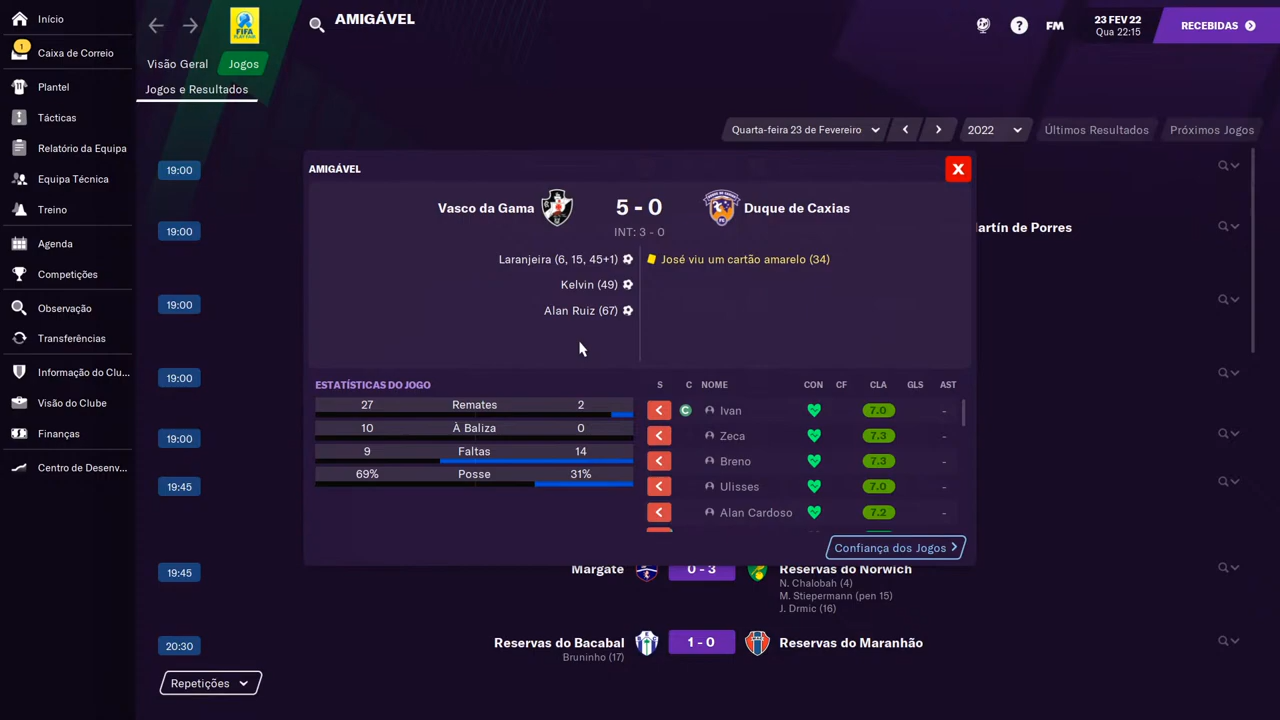 Início
AMIGÁVEL
FM
23 FEV 22
Qua 22:15
RECEBIDAS
1
Caixa de Correio
FIFA
Visão Geral
Jogos
Jogos e Resultados
Plantel
Tácticas
Relatório da Equipa
Equipa Técnica
Treino
Agenda
Competições
Observação
Transferências
Informação do Clu...
Visão do Clube
Finanças
Centro de Desenv...
Quarta-feira 23 de Fevereiro
2022
Últimos Resultados
Próximos Jogos
19:00
19:00
artín de Porres
19:00
19:00
19:00
19:45
AMIGÁVEL
X
Vasco da Gama
5 - 0
Duque de Caxias
INT: 3 - 0
Laranjeira (6, 15, 45+1)
José viu um cartão amarelo (34)
Kelvin (49)
Alan Ruiz (67)
ESTATÍSTICAS DO JOGO
27 Remates 2
10 À Baliza 0
9 Faltas 14
69% Posse 31%
S C NOME CON CF CLA GLS AST
C Ivan 7.0 -
Zeca 7.3 -
Breno 7.3 -
Ulisses 7.0 -
Alan Cardoso 7.2 -
Confiança dos Jogos
19:45
Margate
0 - 3
Reservas do Norwich
N. Chalobah (4)
M. Stiepermann (pen 15)
J. Drmic (16)
20:30
Reservas do Bacabal
1 - 0
Reservas do Maranhão
Bruninho (17)
Repetições